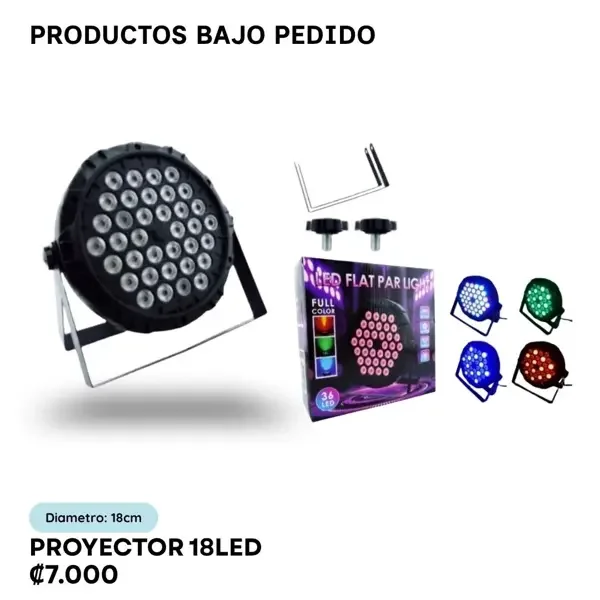 PRODUCTOS BAJO PEDIDO
LED FLAT PAR LIGHT
FULL
COLOR
36
LED
Diametro: 18cm
PROYECTOR 18LED
₡7.000